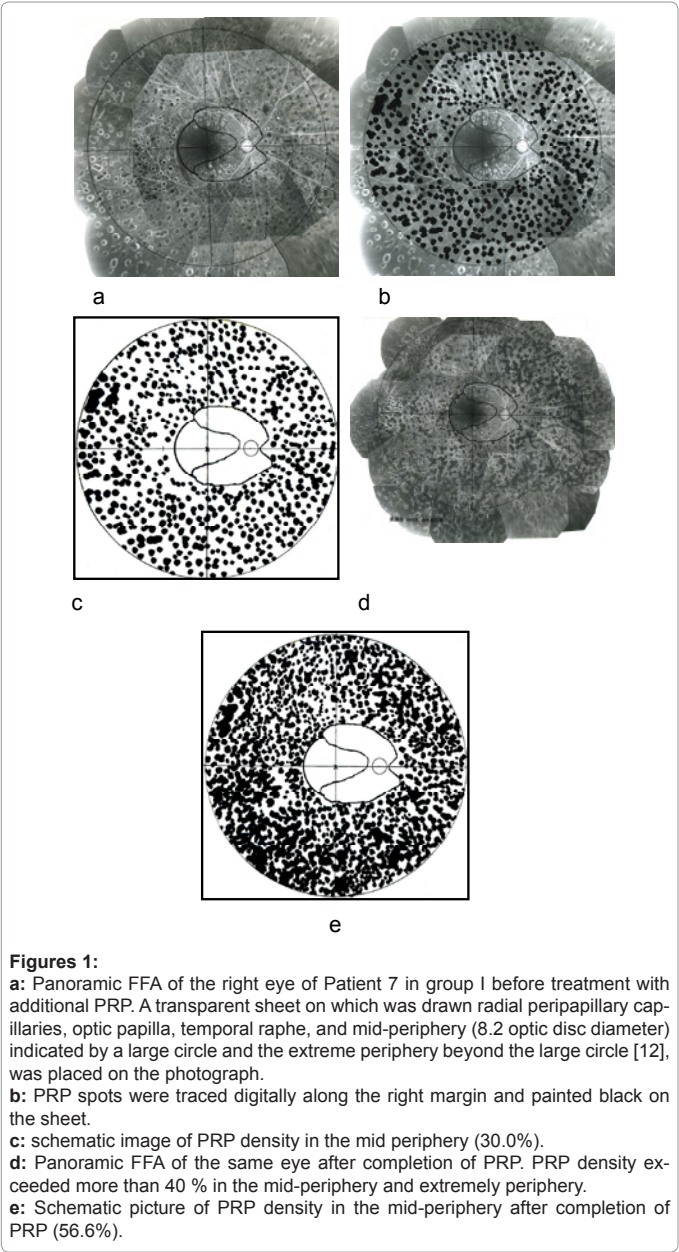 a
b
c
d
e
Figures 1:
a: Panoramic FFA of the right eye of Patient 7 in group I before treatment with
additional PRP. A transparent sheet on which was drawn radial peripapillary cap-
illaries, optic papilla, temporal raphe, and mid-periphery (8.2 optic disc diameter)
indicated by a large circle and the extreme periphery beyond the large circle [12],
was placed on the photograph.
b: PRP spots were traced digitally along the right margin and painted black on
the sheet.
c: schematic image of PRP density in the mid periphery (30.0%).
d: Panoramic FFA of the same eye after completion of PRP. PRP density ex-
ceeded more than 40 % in the mid-periphery and extremely periphery.
e: Schematic picture of PRP density in the mid-periphery after completion of
PRP (56.6%).